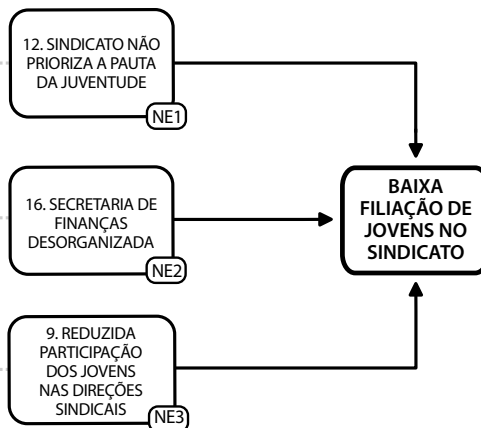 12. SINDICATO NÃO
PRIORIZA A PAUTA
DA JUVENTUDE
NE1
16. SECRETARIA DE
FINANÇAS
DESORGANIZADA
NE2
9. REDUZIDA
PARTICIPAÇÃO
DOS JOVENS
NAS DIREÇÕES
SINDICAIS
NE3
BAIXA
FILIAÇÃO DE
JOVENS NO
SINDICATO